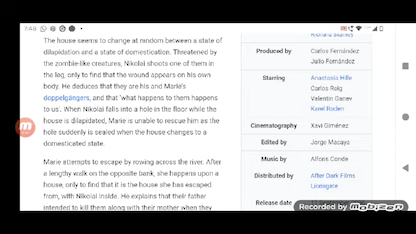 7:48
The house seems to change at random between a state of
dilapidation and a state of domestication. Threatened by
the zombie-like creatures, Nikolai shoots one of them in
the leg, only to find that the wound appears on his own
body. He deduces that they are his and Marie's
doppelgängers, and that 'what happens to them happens
to us'. When Nikolai falls into a hole in the floor while the
house is dilapidated, Marie is unable to rescue him as the
hole suddenly is sealed when the house changes to a
domesticated state.
Marie attempts to escape by rowing across the river. After
a lengthy walk on the opposite bank, she happens upon
a house, only to find that it is the house she has escaped
from, with Nikolai inside. He explains that their father
intended to kill them along with their mother when they
Richard Stanley
Produced by
Carlos Fernández
Julio Fernández
Starring
Anastasia Hille
Carlos Roig
Valentin Ganev
Karel Roden
Cinematography
Xavi Giménez
Edited by
Jorge Macaya
Music by
Alfons Conde
Distributed by
After Dark Films
Lionsgate
Release date
Recorded by Mobizen